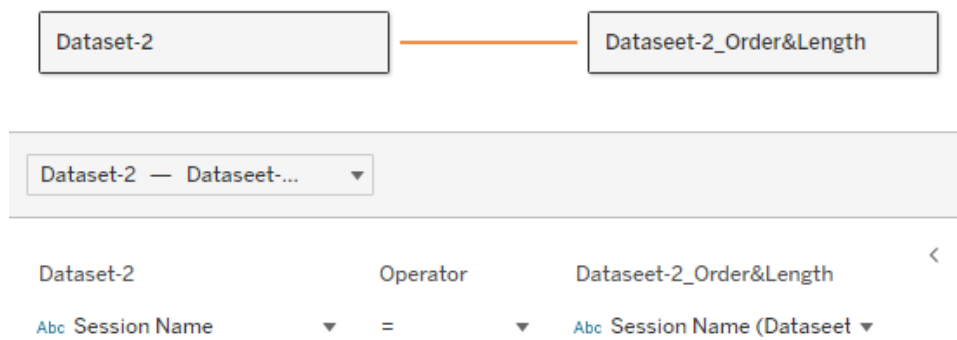 Dataset-2 Dataseet-2_Order&Length
Dataset-2 — Dataseet-...
Dataset-2 Operator Dataseet-2_Order&Length
Abc Session Name = Abc Session Name (Dataseet